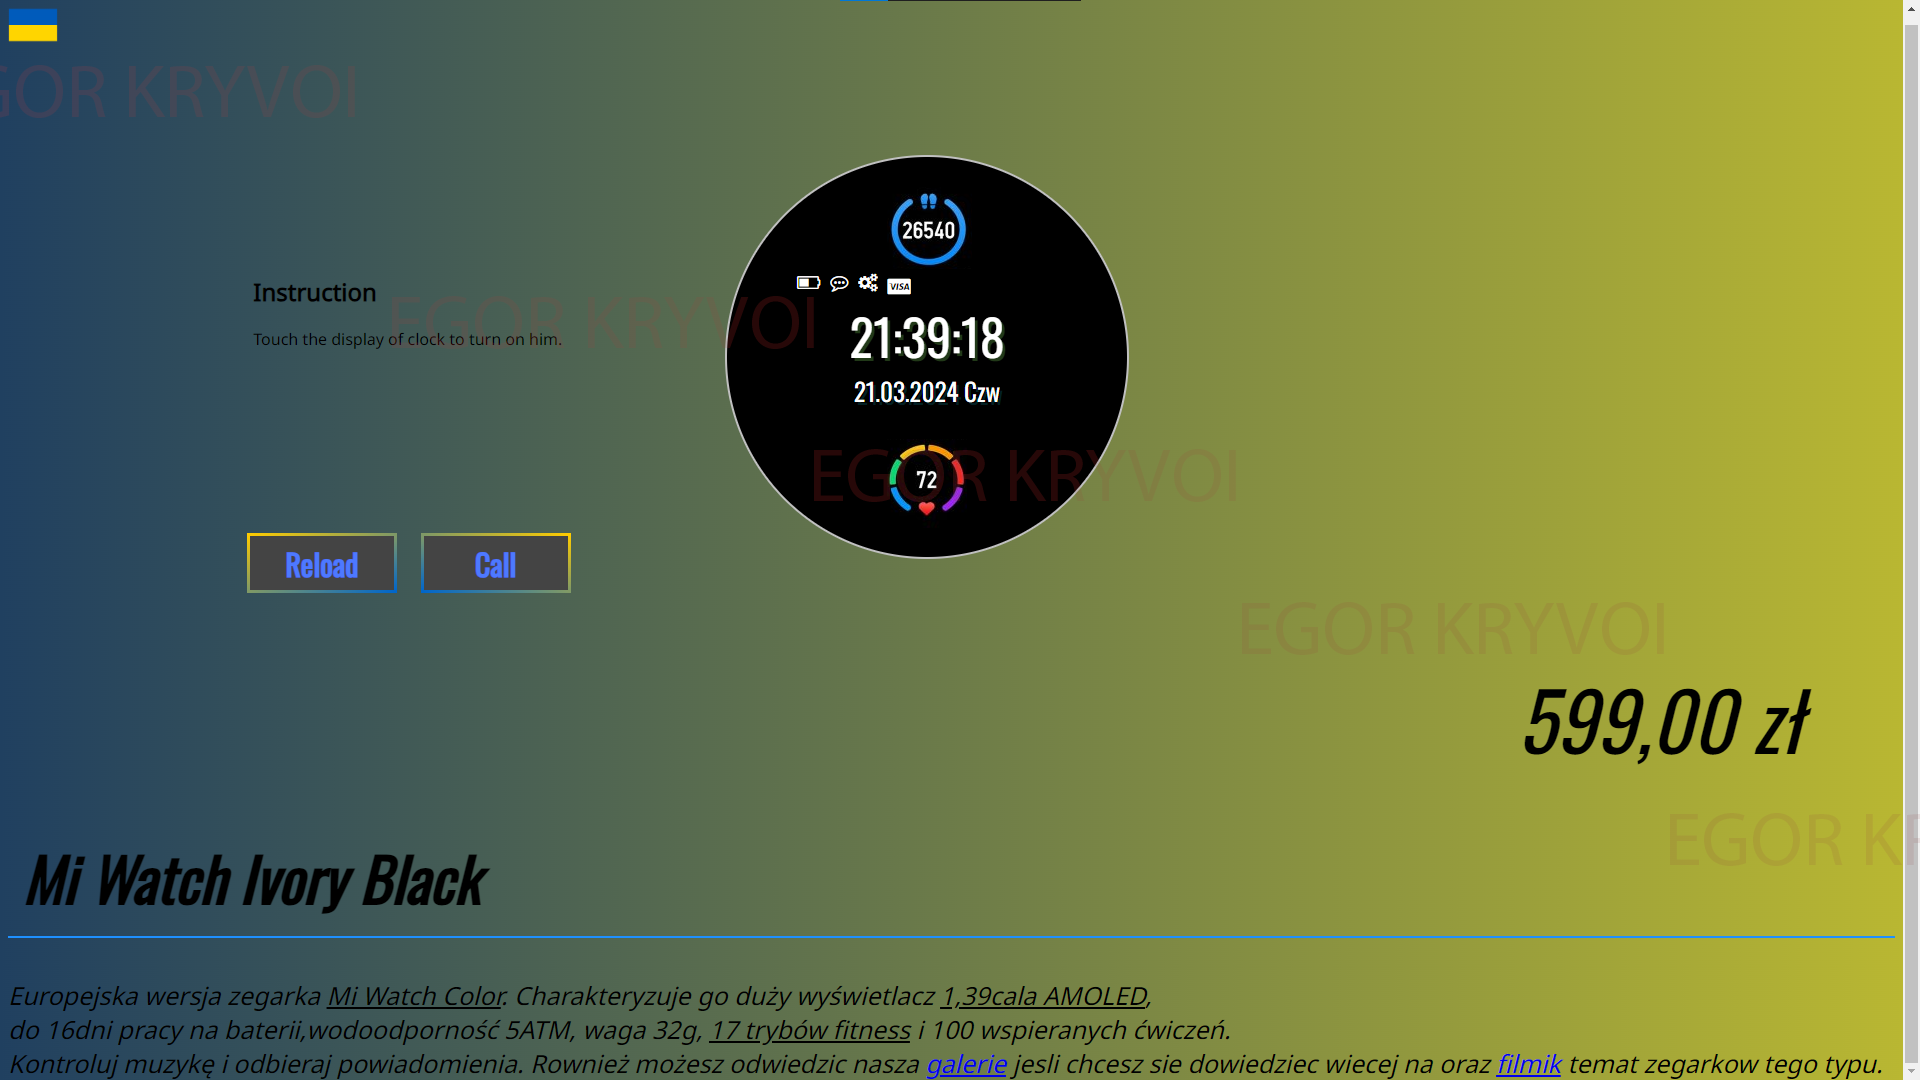 EGOR KRYVOI
26540
VISA
Instruction
EGOR KRYVOI
21:39:18
Touch the display of clock to turn on him.
21.03.2024 Czw
EGOR KRYVOI
72
Reload
Call
EGOR KRYVOI
599,00 zł
EGOR KR
Mi Watch Ivory Black
Europejska wersja zegarka Mi Watch Color. Charakteryzuje go duży wyświetlacz 1,39cala AMOLED,
do 16dni pracy na baterii,wodoodporność 5ATM, waga 32g, 17 trybów fitness i 100 wspieranych ćwiczeń.
Kontroluj muzykę i odbieraj powiadomienia. Rownież możesz odwiedzic nasza galerie jesli chcesz sie dowiedziec wiecej na oraz filmik temat zegarkow tego typu.